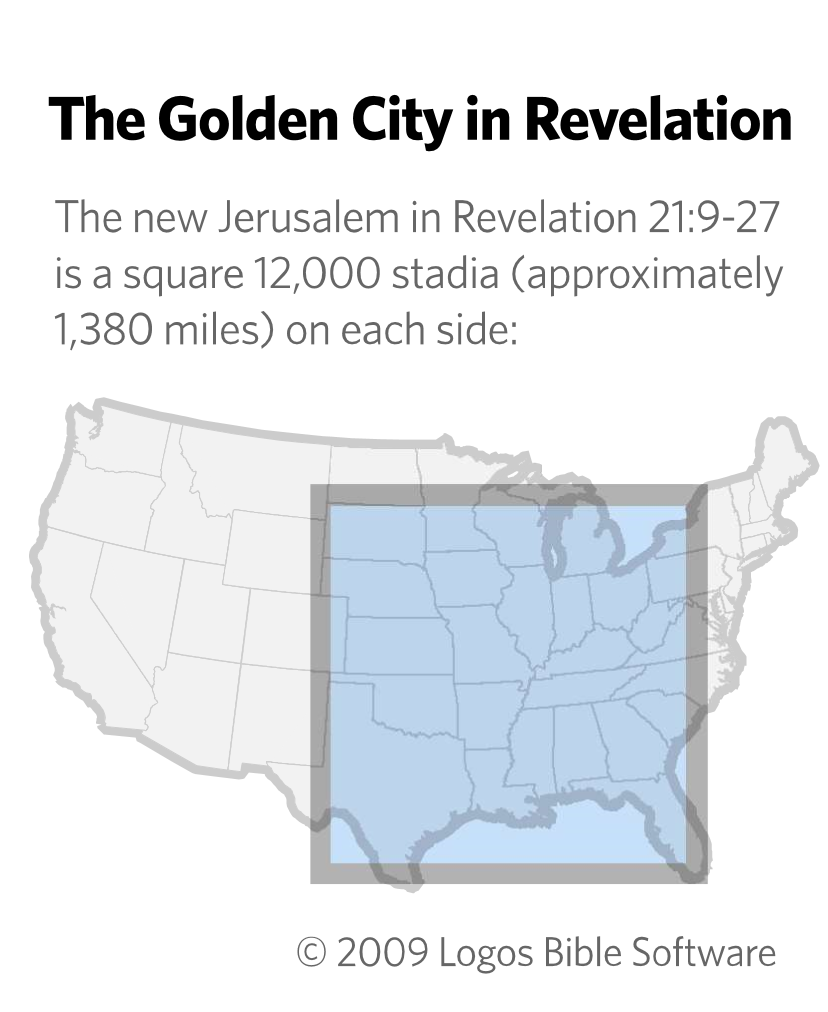 The Golden City in Revelation
The new Jerusalem in Revelation 21:9-27
is a square 12,000 stadia (approximately
1,380 miles) on each side:
© 2009 Logos Bible Software